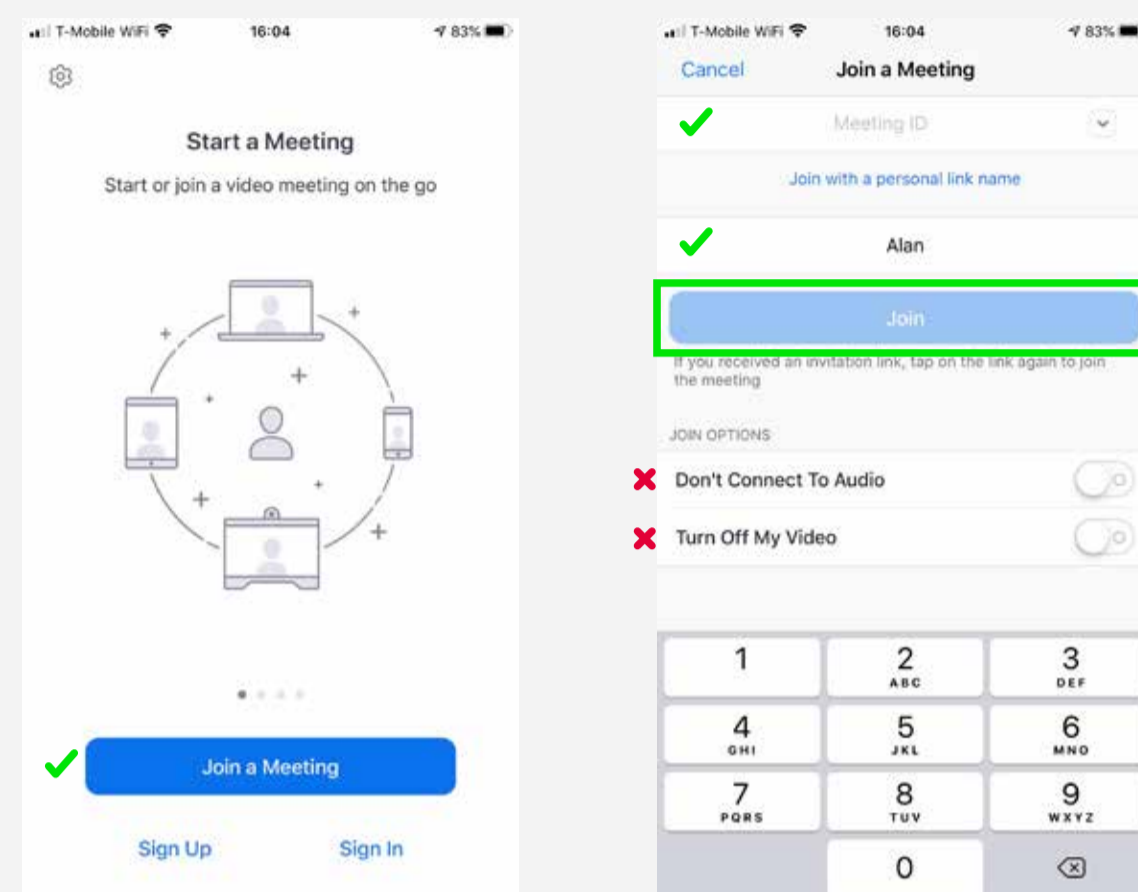 T-Mobile WiFi 16:04 83%
Start a Meeting
Start or join a video meeting on the go
Join a Meeting
Sign Up Sign In
T-Mobile WiFi 16:04 83%
Cancel Join a Meeting
Meeting ID
Join with a personal link name
Alan
Join
If you received an invitation link, tap on the link again to join
the meeting
JOIN OPTIONS
Don't Connect To Audio
Turn Off My Video
1 2 3
ABC DEF
4 5 6
GHI JKL MNO
7 8 9
PQRS TUV WXYZ
0